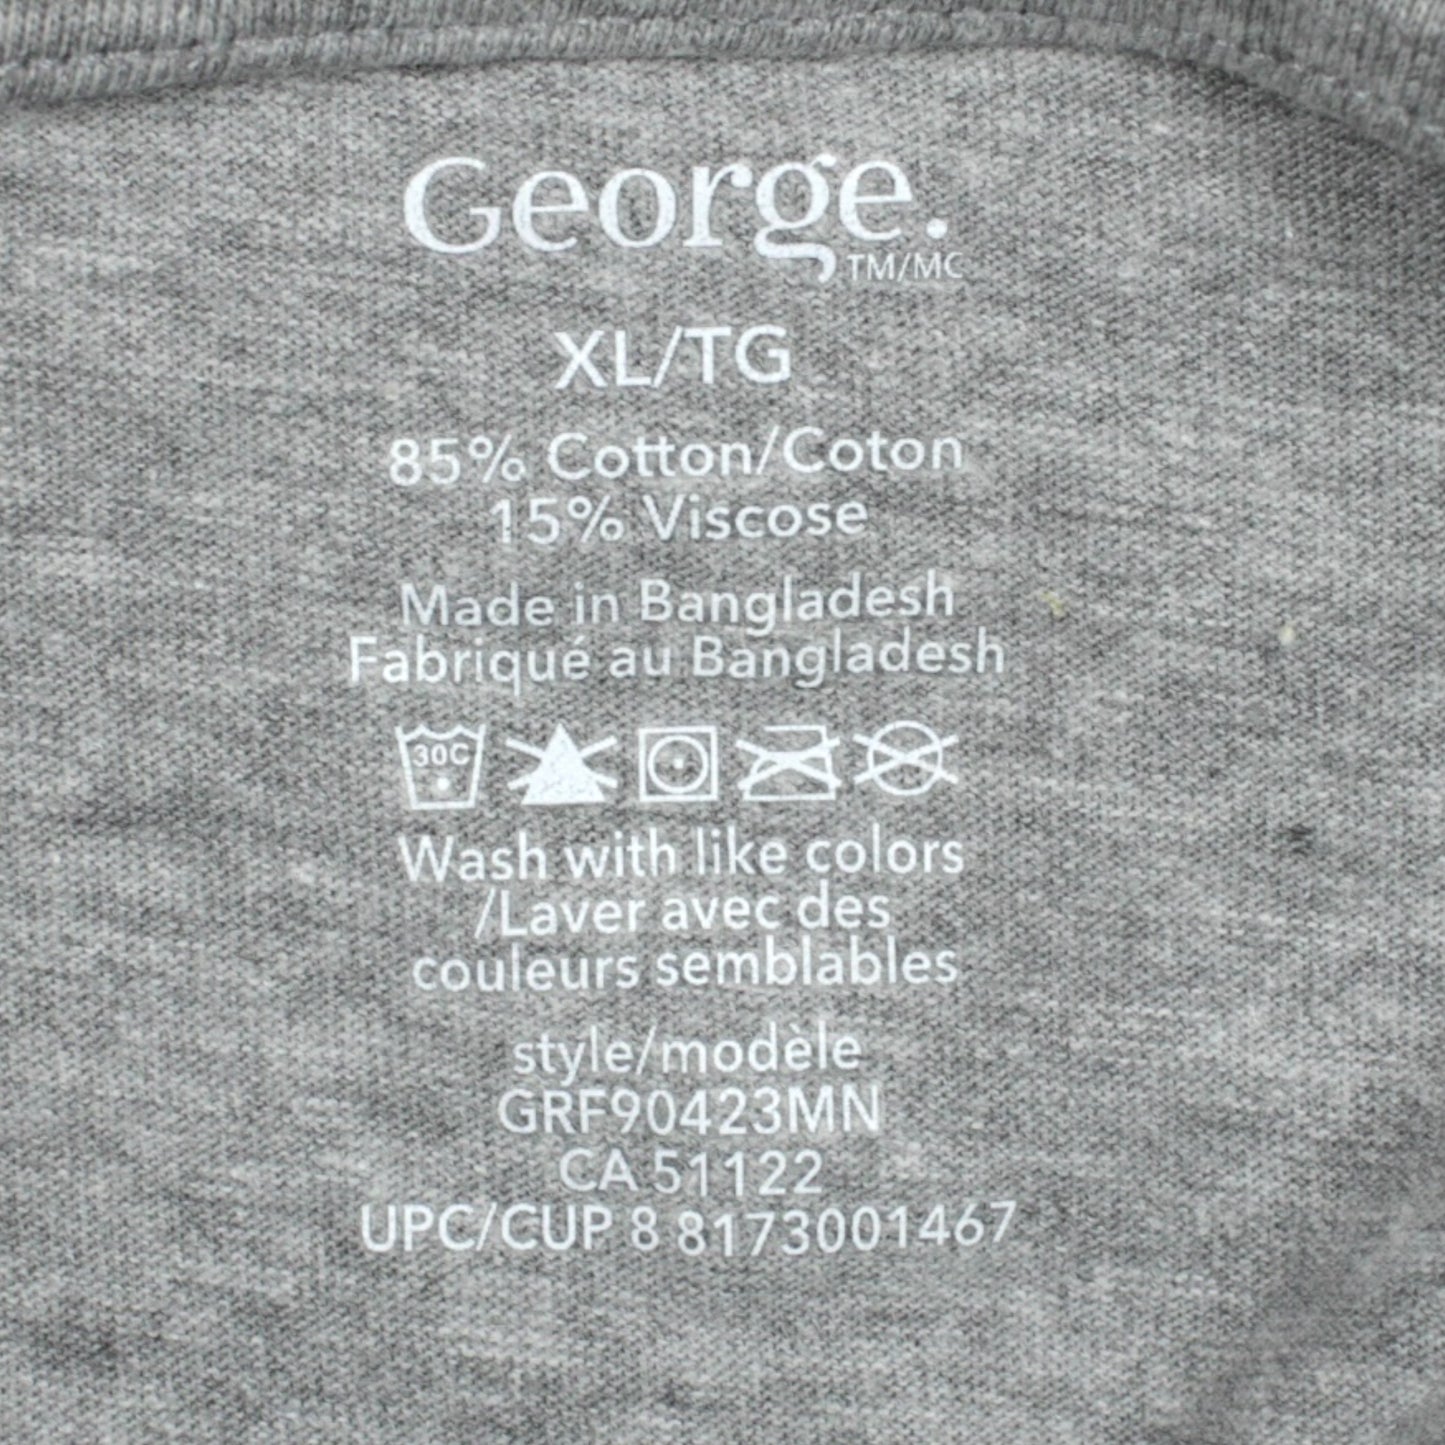 George.
TM/MC
XL/TG
85% Cotton/Coton
15% Viscose
Made in Bangladesh
Fabriqué au Bangladesh
30C
Wash with like colors
/Laver avec des
couleurs semblables
style/modèle
GRF90423MN
CA 51122
UPC/CUP 8 8173001467